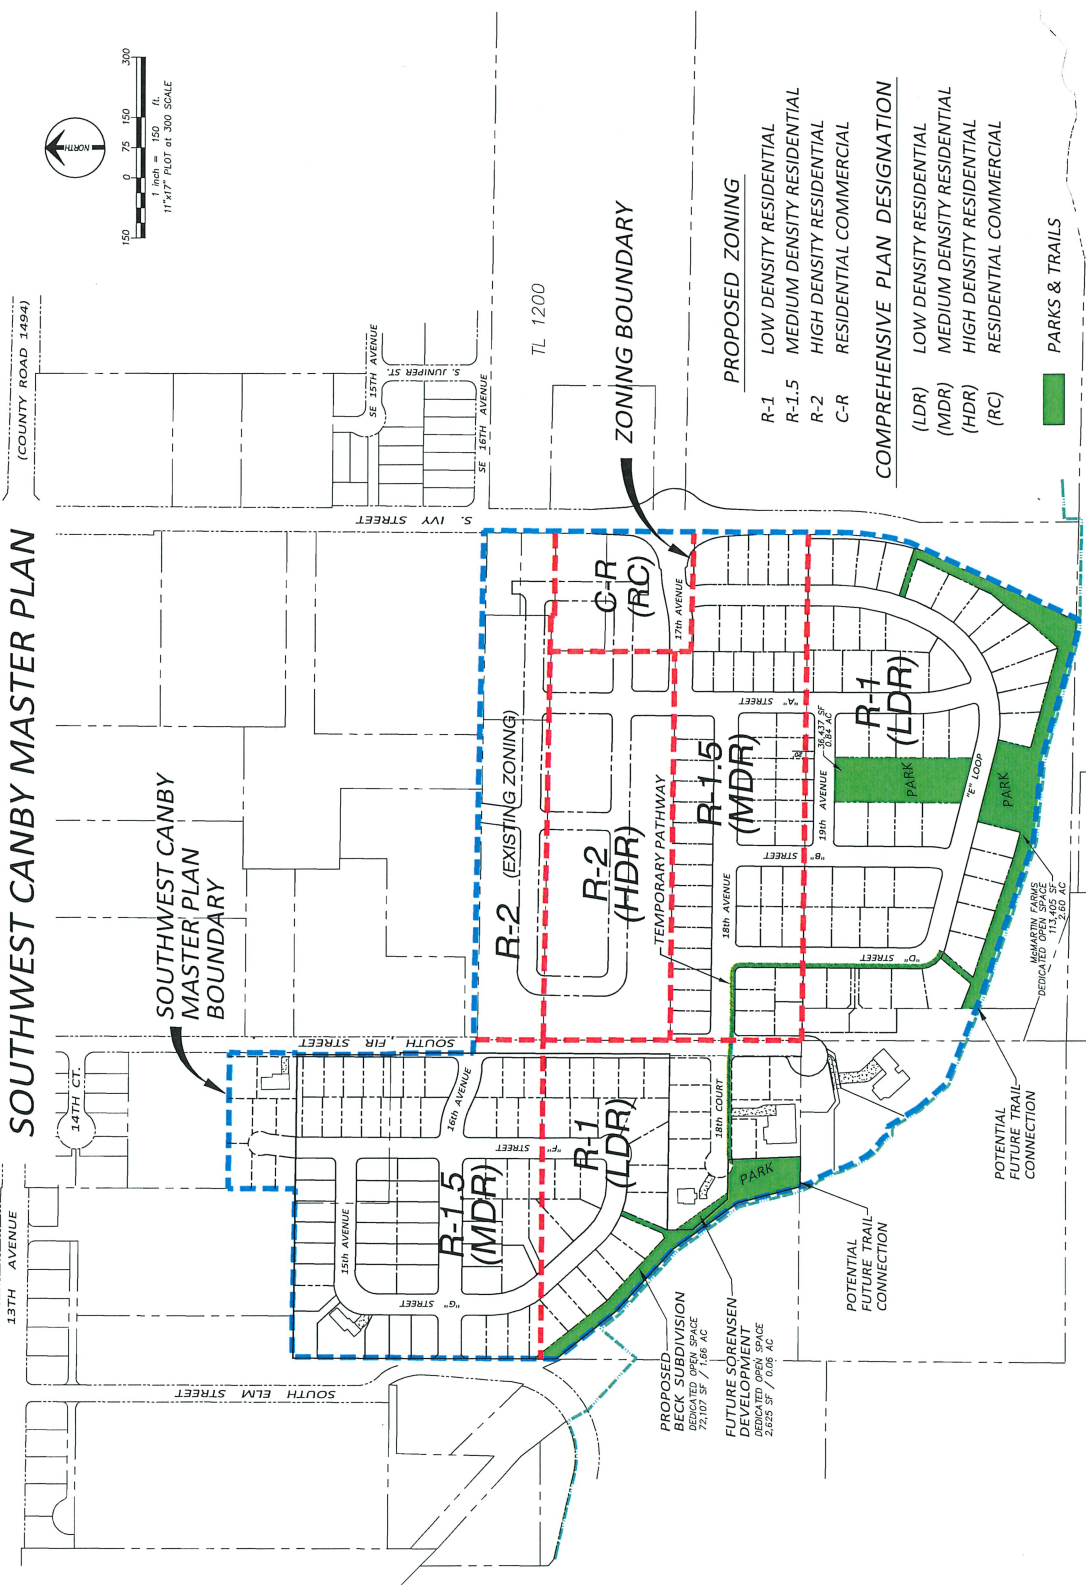 SOUTHWEST CANBY MASTER PLAN
(COUNTY ROAD 1494)
NORTH
150 0 75 150 300
1 inch = 150 ft.
11"x17" PLOT at 300 SCALE
13TH AVENUE
14TH CT.
SOUTHWEST CANBY
MASTER PLAN
BOUNDARY
SOUTH ELM STREET
SOUTH FIR STREET
S. IVY STREET
SE 15TH AVENUE
S. JUNIPER ST.
SE 16TH AVENUE
TL 1200
ZONING BOUNDARY
15th AVENUE
16th AVENUE
"F" STREET
"G" STREET
R-1.5
(MDR)
R-1
(LDR)
R-2
(EXISTING ZONING)
R-2
(HDR)
C-R
(RC)
17th AVENUE
TEMPORARY PATHWAY
R-1.5
(MDR)
R-1
(LDR)
18th COURT
18th AVENUE
19th AVENUE
"A" STREET
"B" STREET
"D" STREET
"E" LOOP
36,437 SF
0.84 AC
20'
PARK
PARK
PARK
McMARTIN FARMS
DEDICATED OPEN SPACE
113,405 SF
2.60 AC
POTENTIAL
FUTURE TRAIL
CONNECTION
POTENTIAL
FUTURE TRAIL
CONNECTION
PROPOSED
BECK SUBDIVISION
DEDICATED OPEN SPACE
72,107 SF / 1.66 AC
FUTURE SORENSEN
DEVELOPMENT
DEDICATED OPEN SPACE
2,625 SF / 0.06 AC
PROPOSED ZONING
R-1 LOW DENSITY RESIDENTIAL
R-1.5 MEDIUM DENSITY RESIDENTIAL
R-2 HIGH DENSITY RESIDENTIAL
C-R RESIDENTIAL COMMERCIAL
COMPREHENSIVE PLAN DESIGNATION
(LDR) LOW DENSITY RESIDENTIAL
(MDR) MEDIUM DENSITY RESIDENTIAL
(HDR) HIGH DENSITY RESIDENTIAL
(RC) RESIDENTIAL COMMERCIAL
PARKS & TRAILS